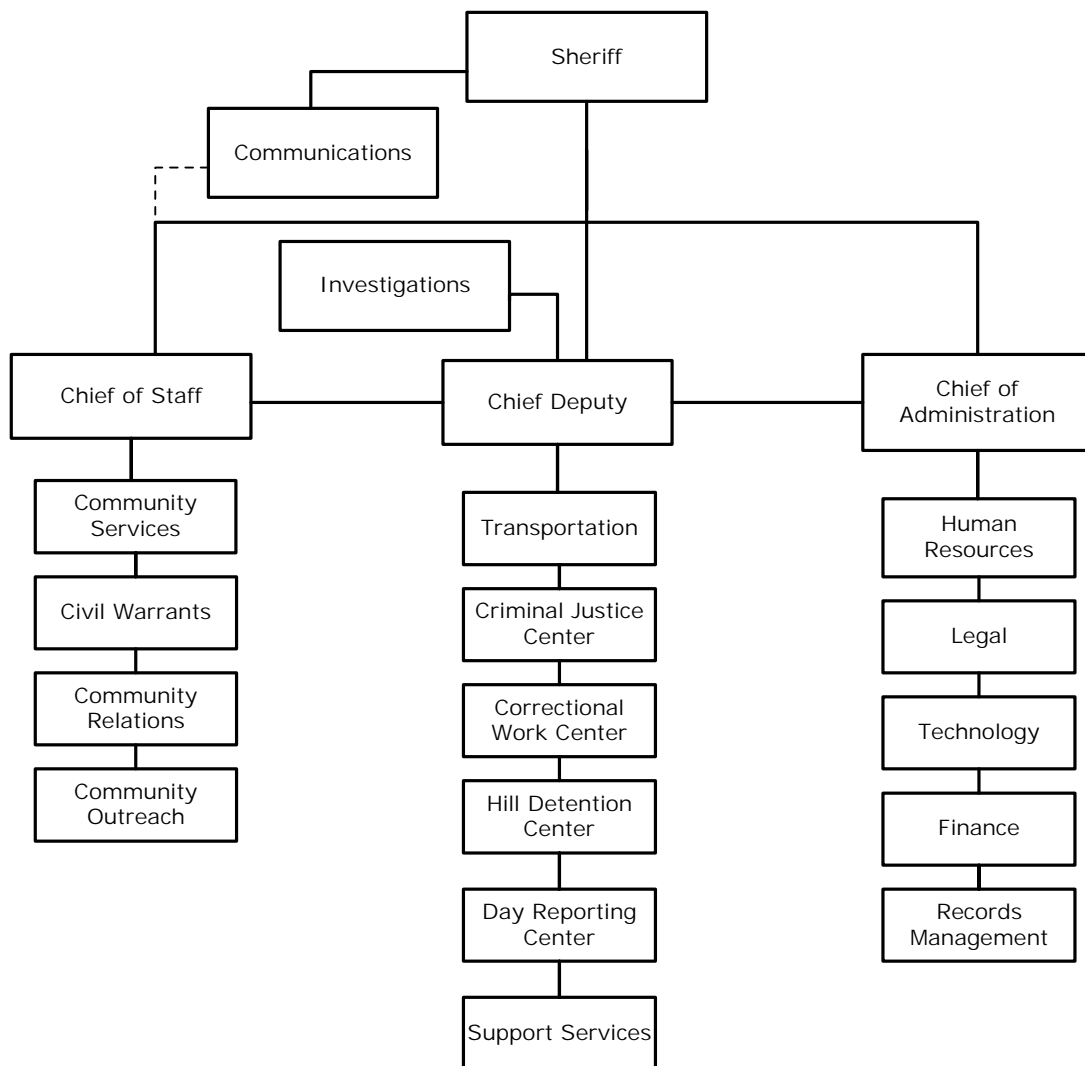 Sheriff
Communications
Investigations
Chief of Staff
Chief Deputy
Chief of
Administration
Community
Services
Civil Warrants
Community
Relations
Community
Outreach
Transportation
Criminal Justice
Center
Correctional
Work Center
Hill Detention
Center
Day Reporting
Center
Support Services
Human
Resources
Legal
Technology
Finance
Records
Management